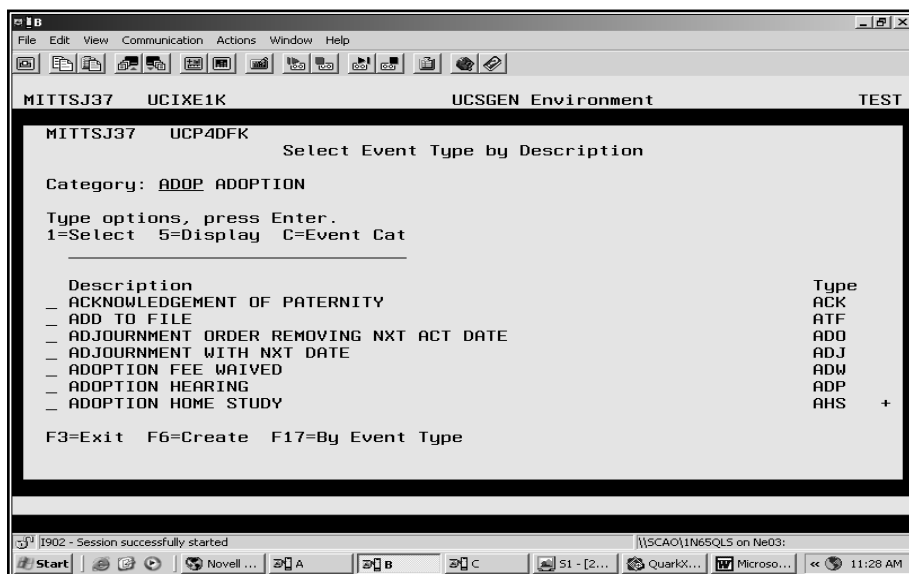 B
File Edit View Communication Actions Window Help
MITTSJ37 UCIXE1K UCSGEN Environment TEST
MITTSJ37 UCP4DFK
Select Event Type by Description
Category: ADOP ADOPTION
Type options, press Enter.
1=Select 5=Display C=Event Cat
Description Type
_ ACKNOWLEDGEMENT OF PATERNITY ACK
_ ADD TO FILE ATF
_ ADJOURNMENT ORDER REMOVING NXT ACT DATE ADO
_ ADJOURNMENT WITH NXT DATE ADJ
_ ADOPTION FEE WAIVED ADW
_ ADOPTION HEARING ADP
_ ADOPTION HOME STUDY AHS +
F3=Exit F6=Create F17=By Event Type
I902 - Session successfully started \\SCAO\1N65QLS on Ne03:
Start Novell ... A B C S1 - [2... QuarkX... Microso... « 11:28 AM